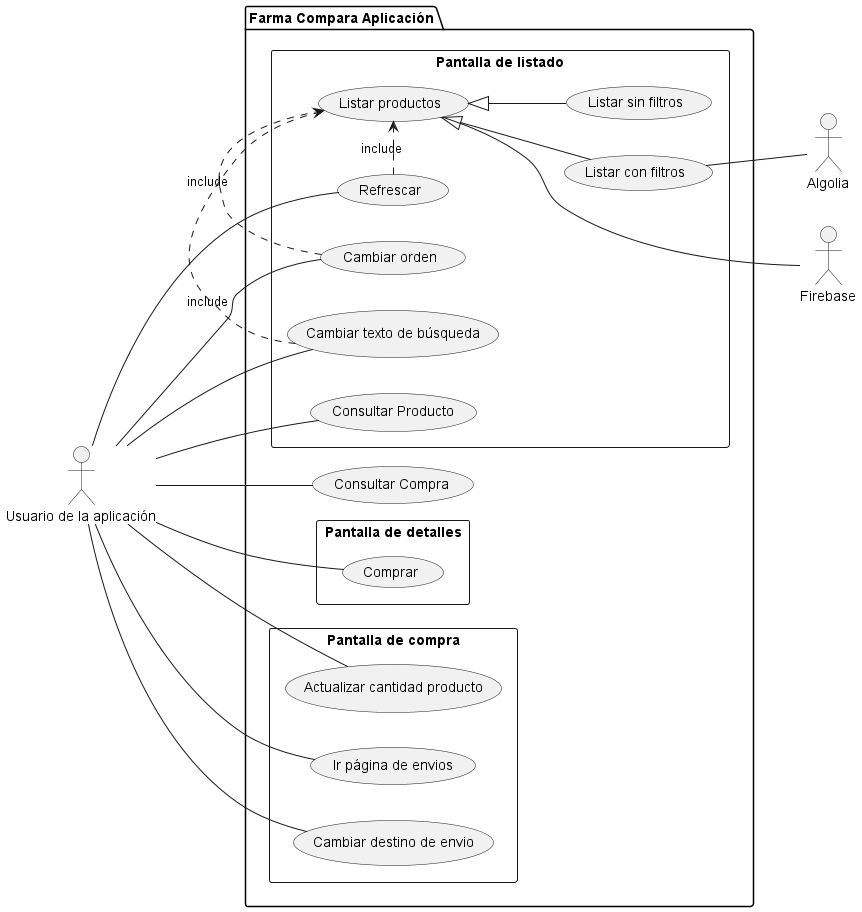 Farma Compara Aplicación
Pantalla de listado
Listar productos
Listar sin filtros
Algolia
include
Listar con filtros
include
Refrescar
Cambiar orden
Firebase
include
Cambiar texto de búsqueda
Consultar Producto
Consultar Compra
Usuario de la aplicación
Pantalla de detalles
Comprar
Pantalla de compra
Actualizar cantidad producto
Ir página de envios
Cambiar destino de envio